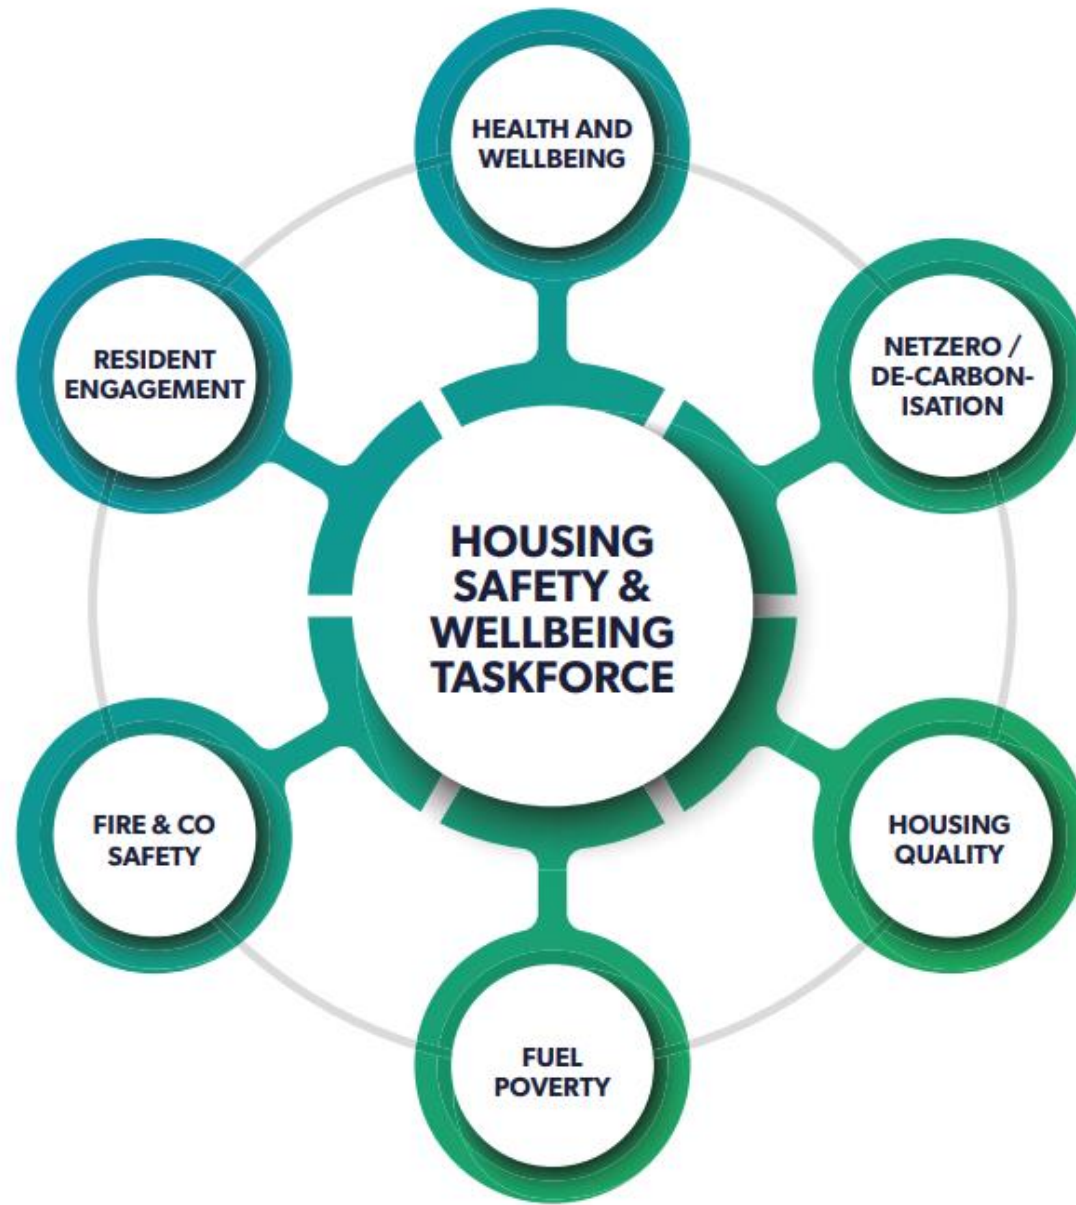 HEALTH AND
WELLBEING
NETZERO /
DE-CARBON-
ISATION
HOUSING
QUALITY
FUEL
POVERTY
FIRE & CO
SAFETY
RESIDENT
ENGAGEMENT
HOUSING
SAFETY &
WELLBEING
TASKFORCE